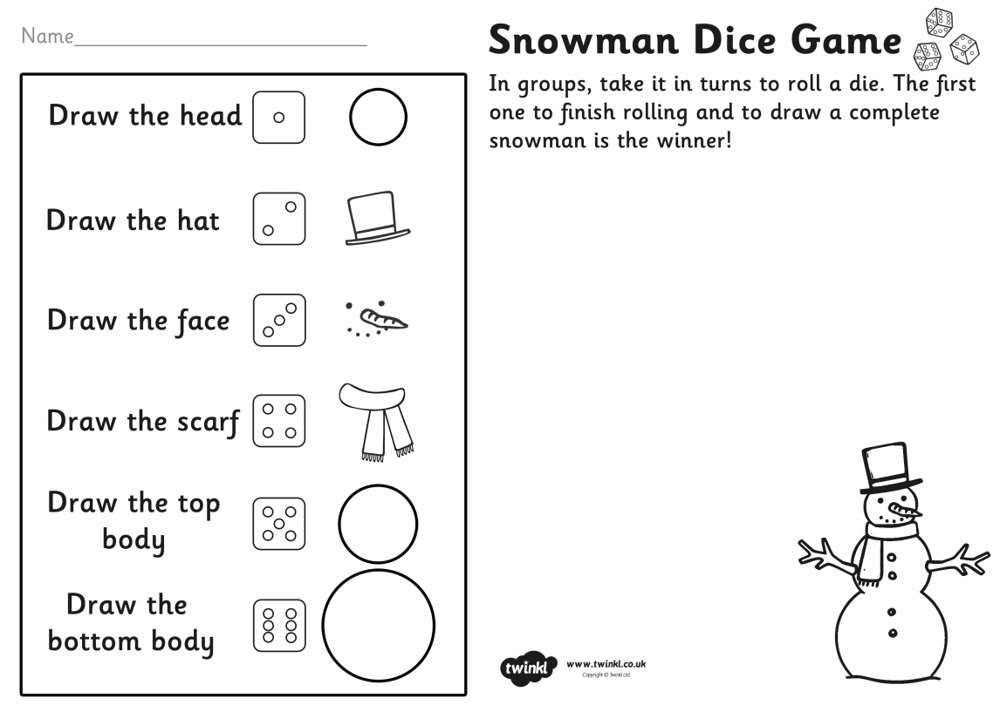 Name
Draw the head
Draw the hat
Draw the face
Draw the scarf
Draw the top
body
Draw the
bottom body
Snowman Dice Game
In groups, take it in turns to roll a die. The first
one to finish rolling and to draw a complete
snowman is the winner!
twinkl
www.twinkl.co.uk
Copyright © Twinkl Ltd